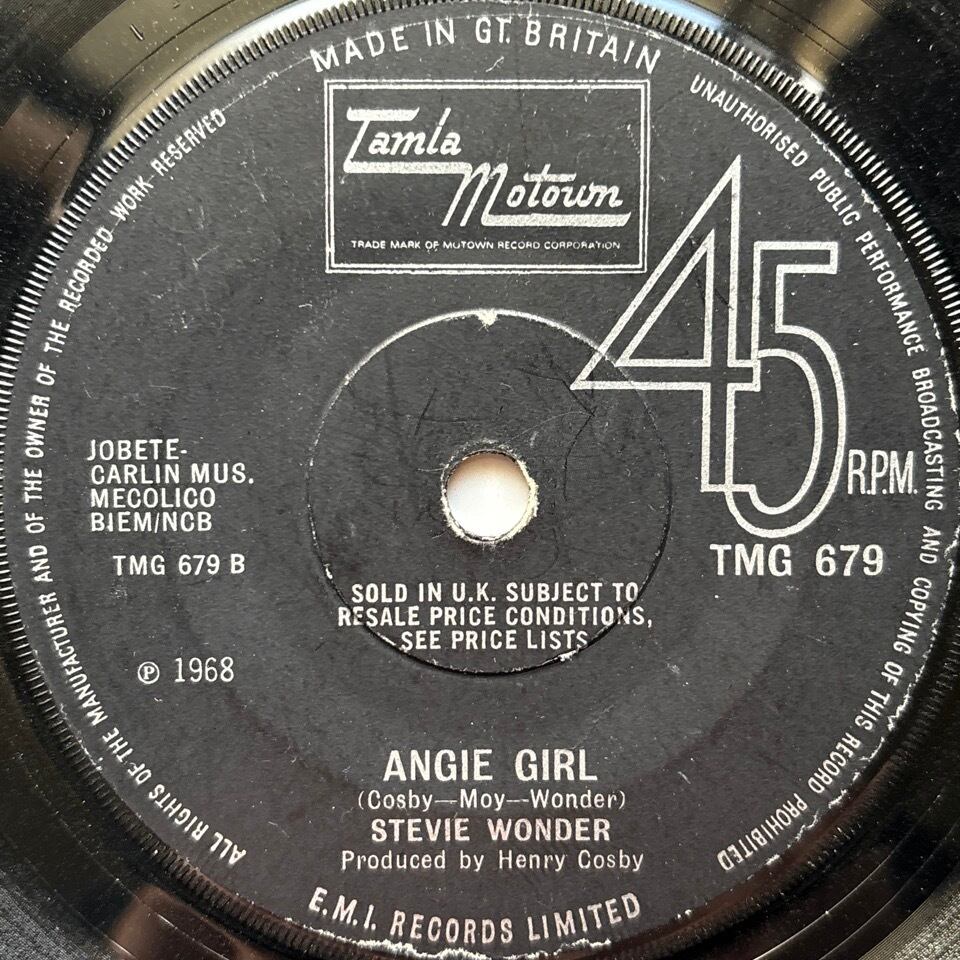 MADE IN GT. BRITAIN
Tamla
Motown
TRADE MARK OF MOTOWN RECORD CORPORATION
45
R.P.M.
TMG 679
JOBETE-
CARLIN MUS.
MECOLICO
BIEM/NCB
TMG 679 B
℗ 1968
SOLD IN U.K. SUBJECT TO
RESALE PRICE CONDITIONS,
SEE PRICE LISTS
ANGIE GIRL
(Cosby—Moy—Wonder)
STEVIE WONDER
Produced by Henry Cosby
E.M.I. RECORDS LIMITED
ALL RIGHTS OF THE MANUFACTURER AND OF THE OWNER OF THE RECORDED WORK RESERVED
UNAUTHORISED PUBLIC PERFORMANCE BROADCASTING AND COPYING OF THIS RECORD PROHIBITED